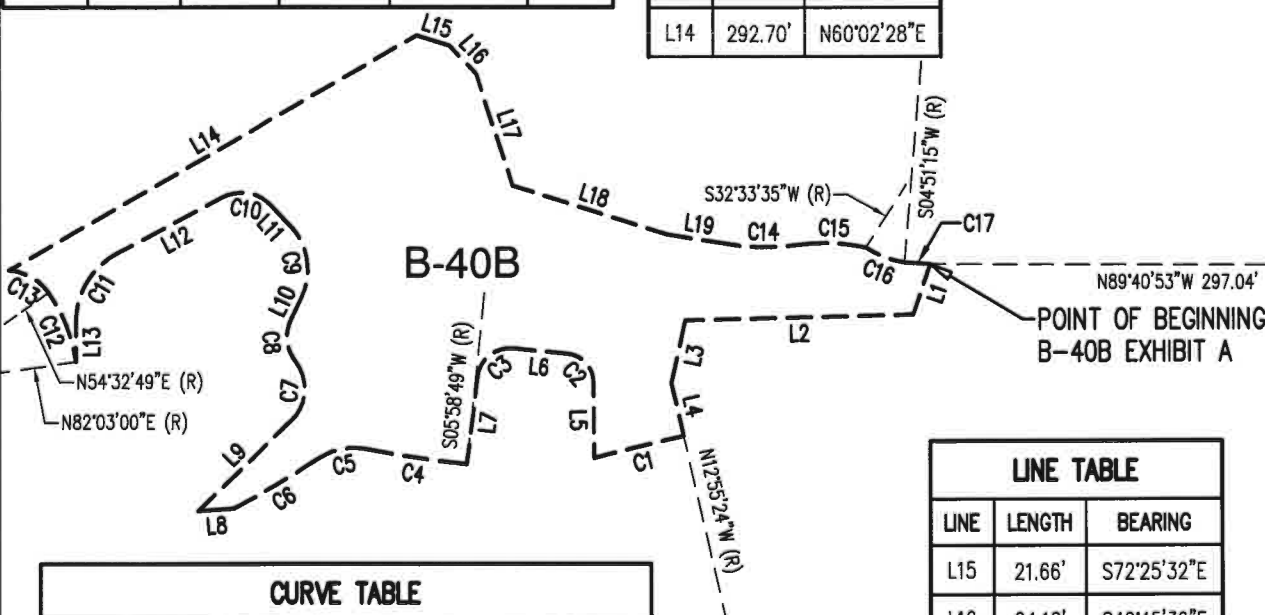 L14 292.70' N60°02'28"E
L15
L16
L17
L14
S04°51'15"W (R)
S32°33'35"W (R)
L18
C10
L12
L11
L19
C14
C15
C17
C16
C11
C9
B-40B
C13
L10
L1
N89°40'53"W 297.04'
POINT OF BEGINNING
B-40B EXHIBIT A
C12
L13
C8
L2
L3
C3
L6
C2
N54°32'49"E (R)
S05°58'49"W (R)
C7
L4
N82°03'00"E (R)
L7
L5
L9
C5
C4
C1
C6
L8
N12°55'24"W (R)
LINE TABLE
LINE LENGTH BEARING
L15 21.66' S72°25'32"E
CURVE TABLE